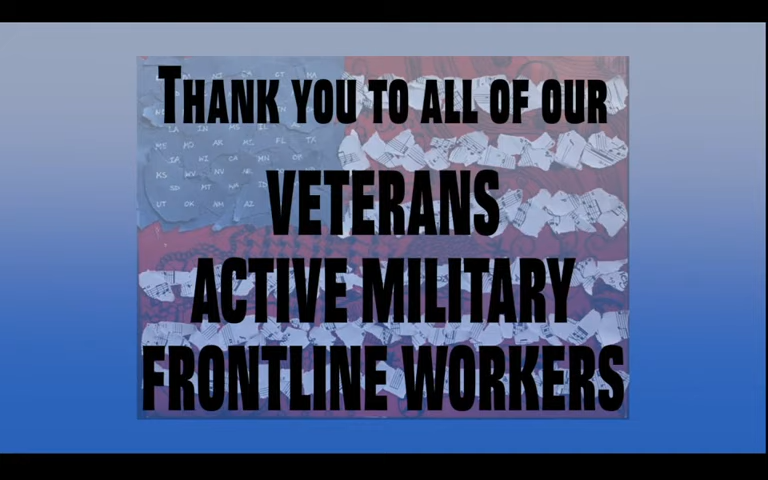 THANK YOU TO ALL OF OUR
VETERANS
ACTIVE MILITARY
FRONTLINE WORKERS